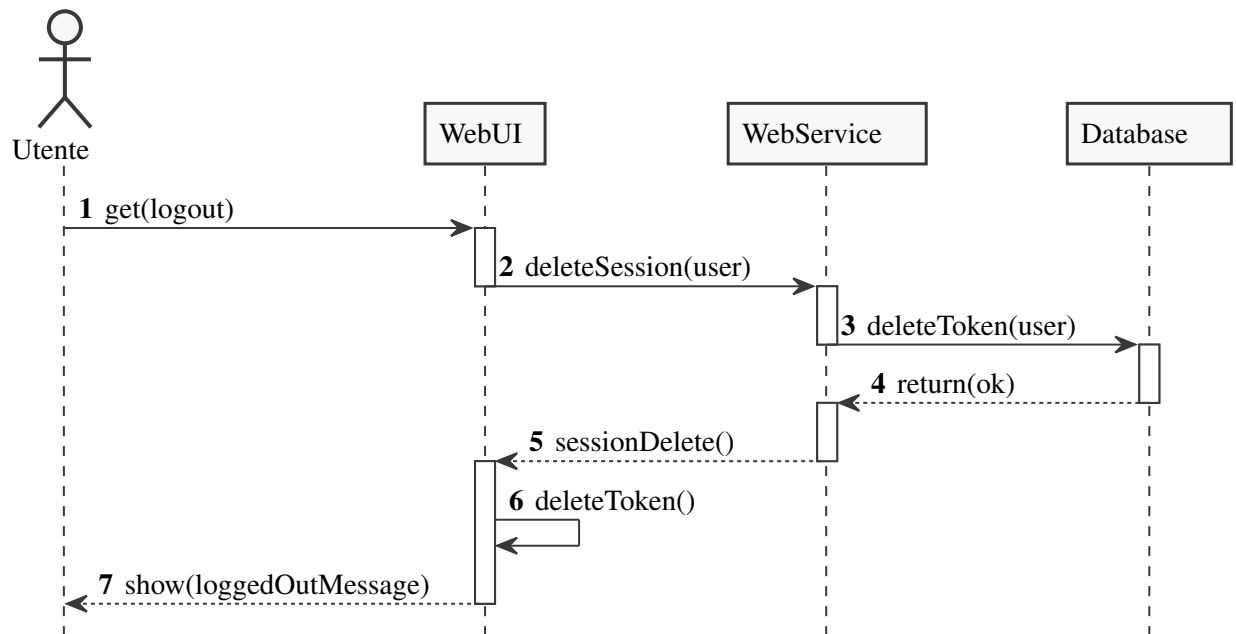 Utente
WebUI
WebService
Database
1 get(logout)
2 deleteSession(user)
3 deleteToken(user)
4 return(ok)
5 sessionDelete()
6 deleteToken()
7 show(loggedOutMessage)